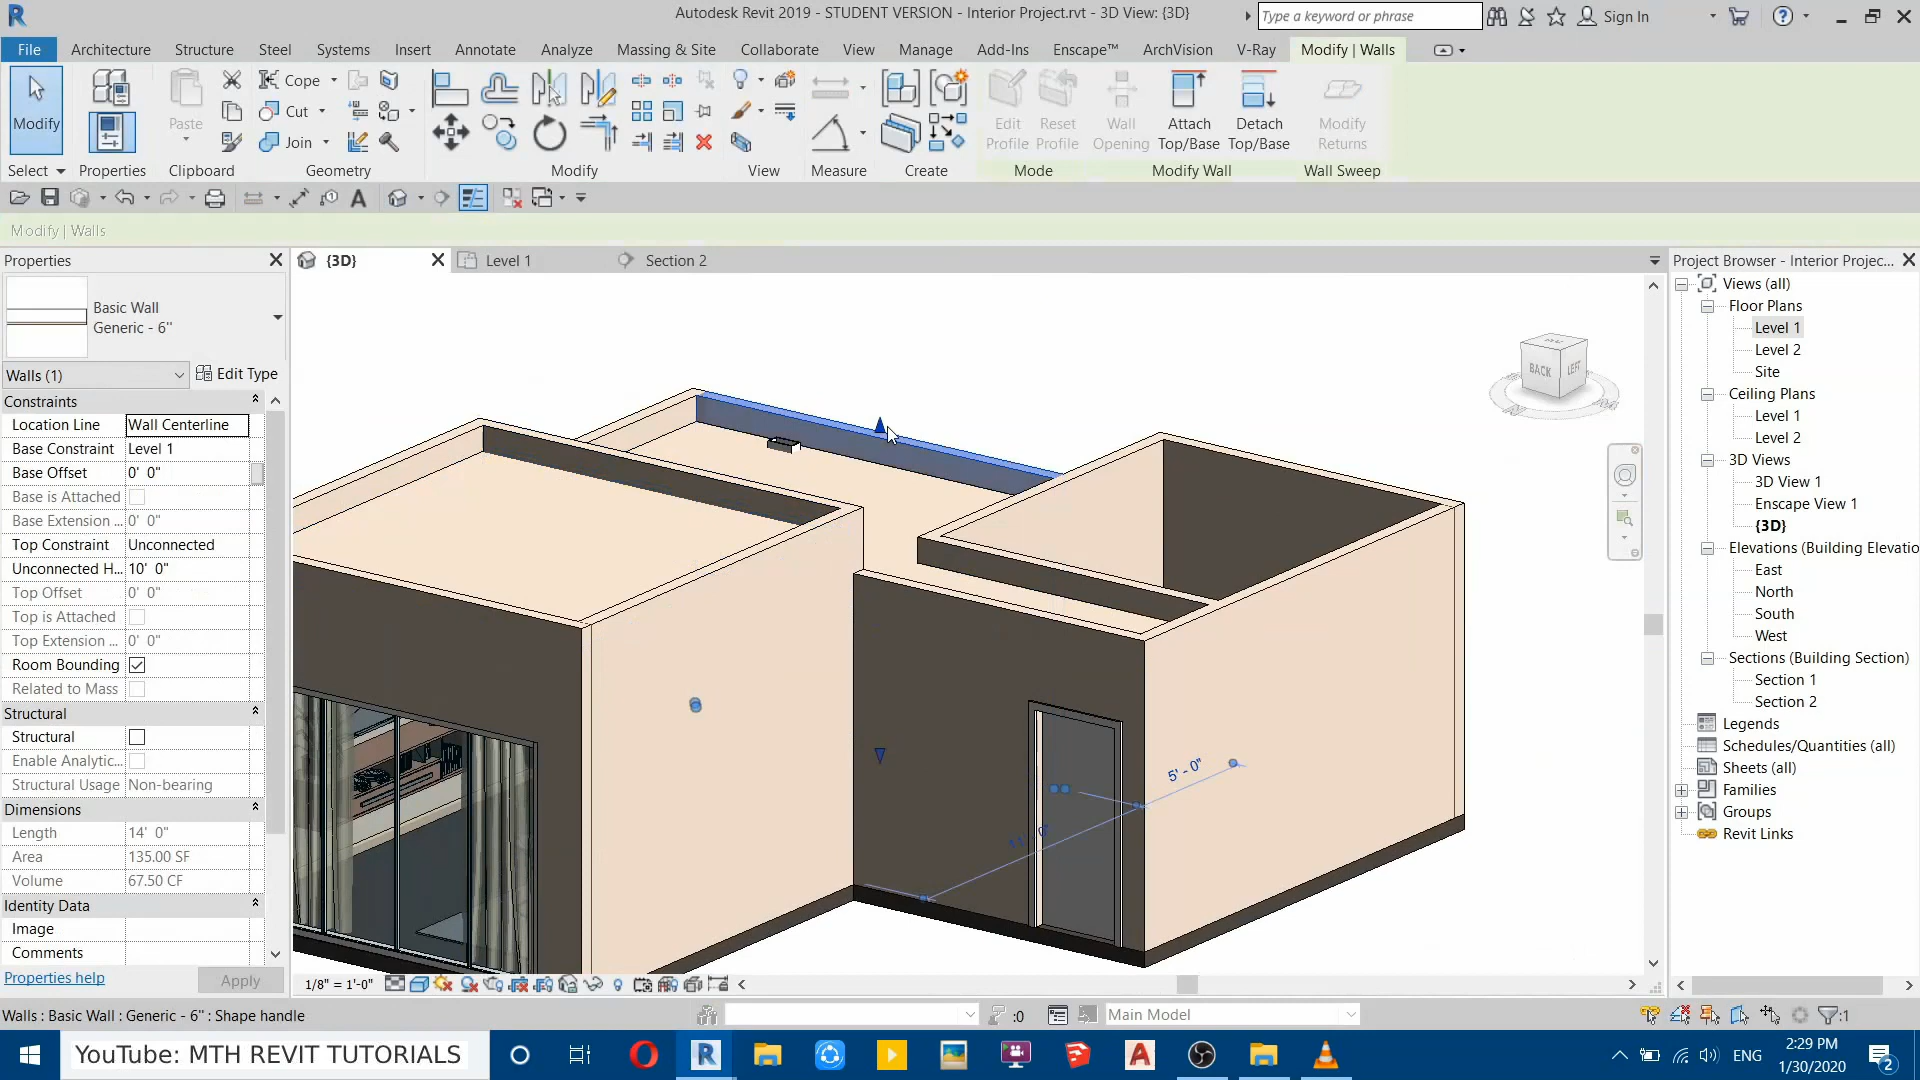 Autodesk Revit 2019 - STUDENT VERSION - Interior Project.rvt - 3D View: {3D}
Type a keyword or phrase
Sign In
File Architecture Structure Steel Systems Insert Annotate Analyze Massing & Site Collaborate View Manage Add-Ins Enscape™ ArchVision V-Ray Modify | Walls
Modify
Paste
Cope
Cut
Join
Edit Profile
Reset Profile
Wall Opening
Attach Top/Base
Detach Top/Base
Modify Returns
Select Properties Clipboard Geometry Modify View Measure Create Mode Modify Wall Wall Sweep
Modify | Walls
Properties
{3D}
Level 1
Section 2
Project Browser - Interior Projec...
Basic Wall
Generic - 6"
Walls (1)
Edit Type
Constraints
Location Line Wall Centerline
Base Constraint Level 1
Base Offset 0' 0"
Base is Attached
Base Extension ... 0' 0"
Top Constraint Unconnected
Unconnected H... 10' 0"
Top Offset 0' 0"
Top is Attached
Top Extension ... 0' 0"
Room Bounding
Related to Mass
Structural
Structural
Enable Analytic...
Structural Usage Non-bearing
Dimensions
Length 14' 0"
Area 135.00 SF
Volume 67.50 CF
Identity Data
Image
Comments
Properties help
Apply
BACK
LEFT
5' - 0"
Views (all)
Floor Plans
Level 1
Level 2
Site
Ceiling Plans
Level 1
Level 2
3D Views
3D View 1
Enscape View 1
{3D}
Elevations (Building Elevatio
East
North
South
West
Sections (Building Section)
Section 1
Section 2
Legends
Schedules/Quantities (all)
Sheets (all)
Families
Groups
Revit Links
1/8" = 1'-0"
Walls : Basic Wall : Generic - 6" : Shape handle
:0
Main Model
:1
YouTube: MTH REVIT TUTORIALS
ENG
2:29 PM
1/30/2020
2